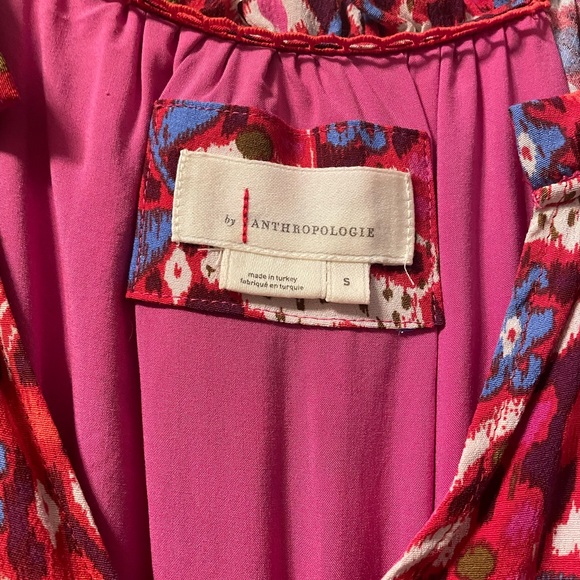 by ANTHROPOLOGIE
made in turkey
fabriqué en turquie
S